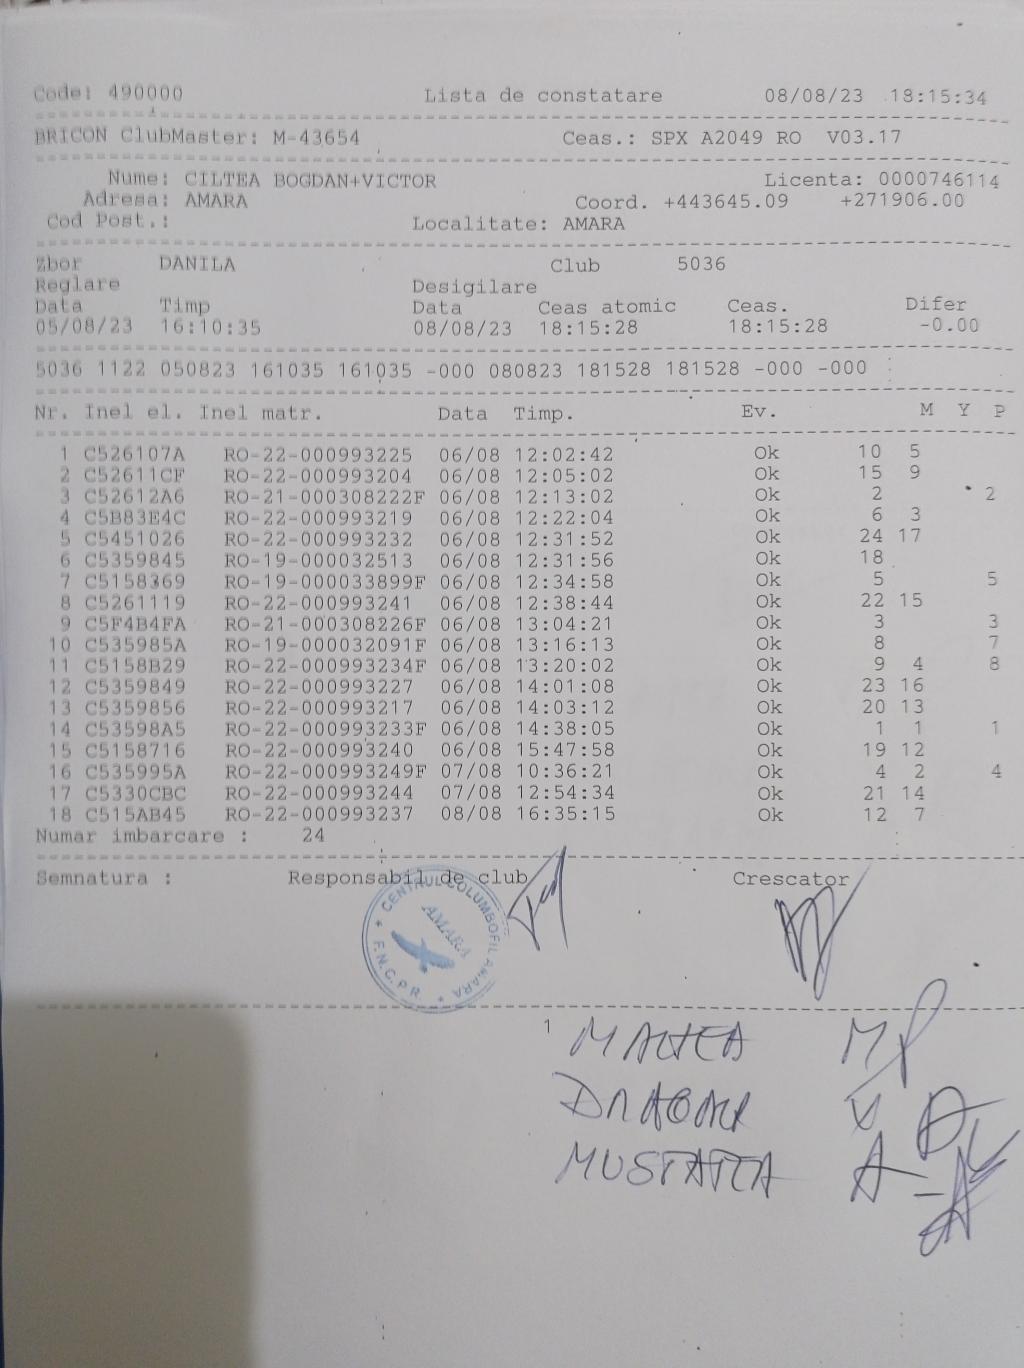 Code: 490000 Lista de constatare 08/08/23 18:15:34
BRICON ClubMaster: M-43654 Ceas.: SPX A2049 RO V03.17
Nume: CILTEA BOGDAN+VICTOR Licenta: 0000746114
Adresa: AMARA Coord. +443645.09 +271906.00
Cod Post.: Localitate: AMARA
Zbor DANILA Club 5036
Reglare Desigilare
Data Timp Data Ceas atomic Ceas. Difer
05/08/23 16:10:35 08/08/23 18:15:28 18:15:28 -0.00
5036 1122 050823 161035 161035 -000 080823 181528 181528 -000 -000
Nr. Inel el. Inel matr. Data Timp. Ev. M Y P
1 C526107A RO-22-000993225 06/08 12:02:42 Ok 10 5
2 C52611CF RO-22-000993204 06/08 12:05:02 Ok 15 9
3 C52612A6 RO-21-000308222F 06/08 12:13:02 Ok 2 2
4 C5B83E4C RO-22-000993219 06/08 12:22:04 Ok 6 3
5 C5451026 RO-22-000993232 06/08 12:31:52 Ok 24 17
6 C5359845 RO-19-000032513 06/08 12:31:56 Ok 18
7 C5158369 RO-19-000033899F 06/08 12:34:58 Ok 5 5
8 C5261119 RO-22-000993241 06/08 12:38:44 Ok 22 15
9 C5F4B4FA RO-21-000308226F 06/08 13:04:21 Ok 3 3
10 C535985A RO-19-000032091F 06/08 13:16:13 Ok 8 7
11 C5158B29 RO-22-000993234F 06/08 13:20:02 Ok 9 4 8
12 C5359849 RO-22-000993227 06/08 14:01:08 Ok 23 16
13 C5359856 RO-22-000993217 06/08 14:03:12 Ok 20 13
14 C53598A5 RO-22-000993233F 06/08 14:38:05 Ok 1 1 1
15 C5158716 RO-22-000993240 06/08 15:47:58 Ok 19 12
16 C535995A RO-22-000993249F 07/08 10:36:21 Ok 4 2 4
17 C5330CBC RO-22-000993244 07/08 12:54:34 Ok 21 14
18 C515AB45 RO-22-000993237 08/08 16:35:15 Ok 12 7
Numar imbarcare : 24
Semnatura : Responsabil de club Crescator
CENTRUL COLUMBOFIL AMARA
AMARA
* F.N.C.P.R. *
1
MUSTATEA A